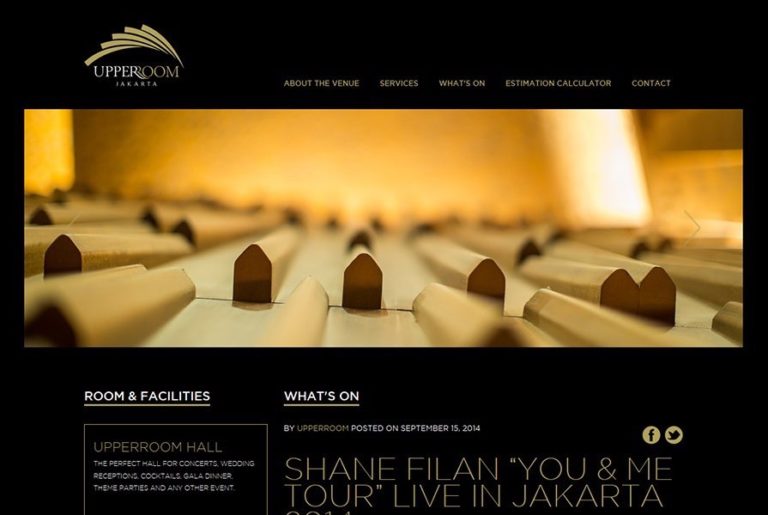 UPPERROOM
JAKARTA
ABOUT THE VENUE SERVICES WHAT'S ON ESTIMATION CALCULATOR CONTACT
ROOM & FACILITIES
UPPERROOM HALL
THE PERFECT HALL FOR CONCERTS, WEDDING
RECEPTIONS, COCKTAILS, GALA DINNER,
THEME PARTIES AND ANY OTHER EVENT.
WHAT'S ON
BY UPPERROOM POSTED ON SEPTEMBER 15, 2014
SHANE FILAN “YOU & ME
TOUR” LIVE IN JAKARTA
2014